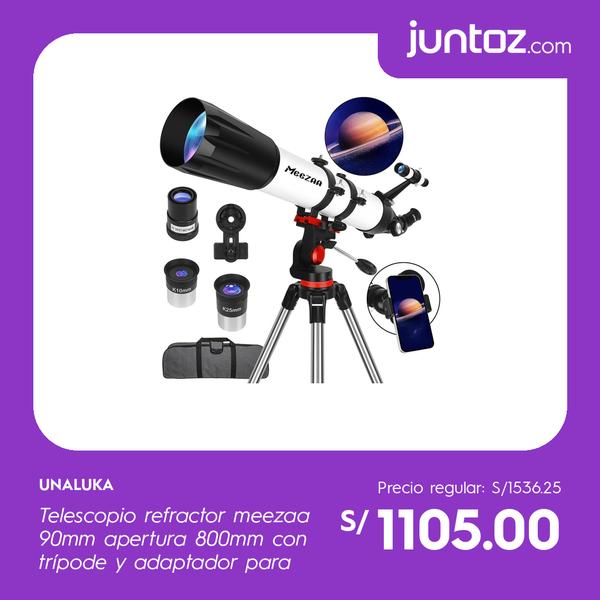 juntoz.com
MEEZAA
K10mm
K25mm
UNALUKA
Telescopio refractor meezaa
90mm apertura 800mm con
trípode y adaptador para
Precio regular: S/1536.25
S/1105.00